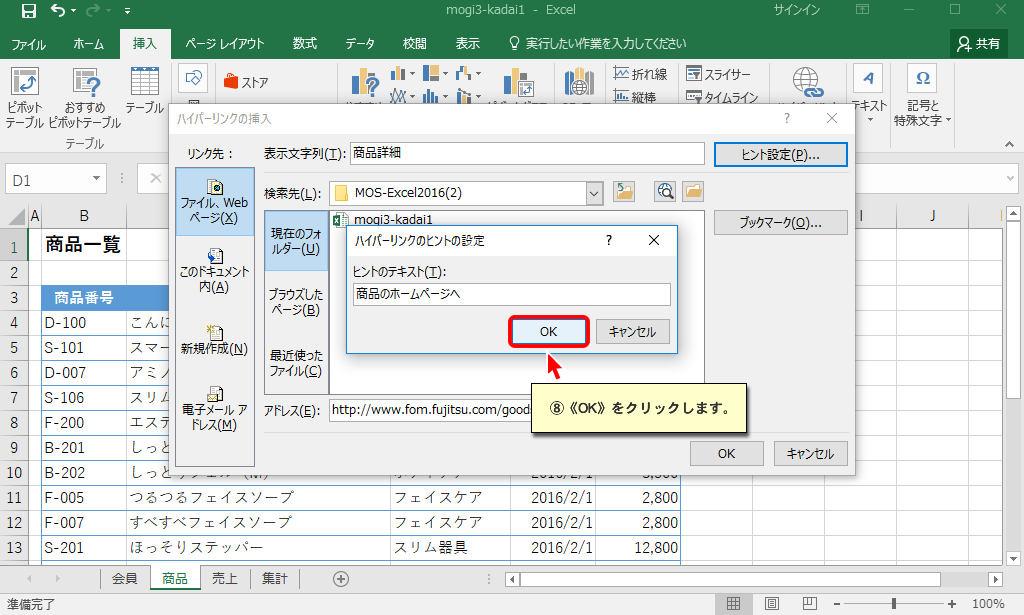 mogi3-kadai1 - Excel
サインイン
ファイル
ホーム
挿入
ページ レイアウト
数式
データ
校閲
表示
実行したい作業を入力してください
共有
ピボット
テーブル
おすすめ
ピボットテーブル
テーブル
テーブル
ストア
折れ線
縦棒
スライサー
タイムライン
テキスト
Ω
記号と
特殊文字
D1
A
B
I
J
ハイパーリンクの挿入
?
リンク先：
表示文字列(T):
商品詳細
ヒント設定(P)...
ファイル、Web
ページ(X)
検索先(L):
MOS-Excel2016(2)
ブックマーク(O)...
このドキュメント
内(A)
現在のフォ
ルダー(U)
mogi3-kadai1
ブラウズした
ページ(B)
新規作成(N)
最近使った
ファイル(C)
電子メール ア
ドレス(M)
アドレス(E):
http://www.fom.fujitsu.com/good
OK
キャンセル
ハイパーリンクのヒントの設定
?
ヒントのテキスト(T):
商品のホームページへ
OK
キャンセル
⑧《OK》をクリックします。
1 商品一覧
2
3 商品番号
4 D-100 こんに
5 S-101 スマー
6 D-007 アミノ
7 S-106 スリム
8 F-200 エステ
9 B-201 しっと
10 B-202
11 F-005 つるつるフェイスソープ フェイスケア 2016/2/1 2,800
12 F-007 すべすべフェイスソープ フェイスケア 2016/2/1 2,800
13 S-201 ほっそりステッパー スリム器具 2016/2/1 12,800
会員
商品
売上
集計
準備完了
100%